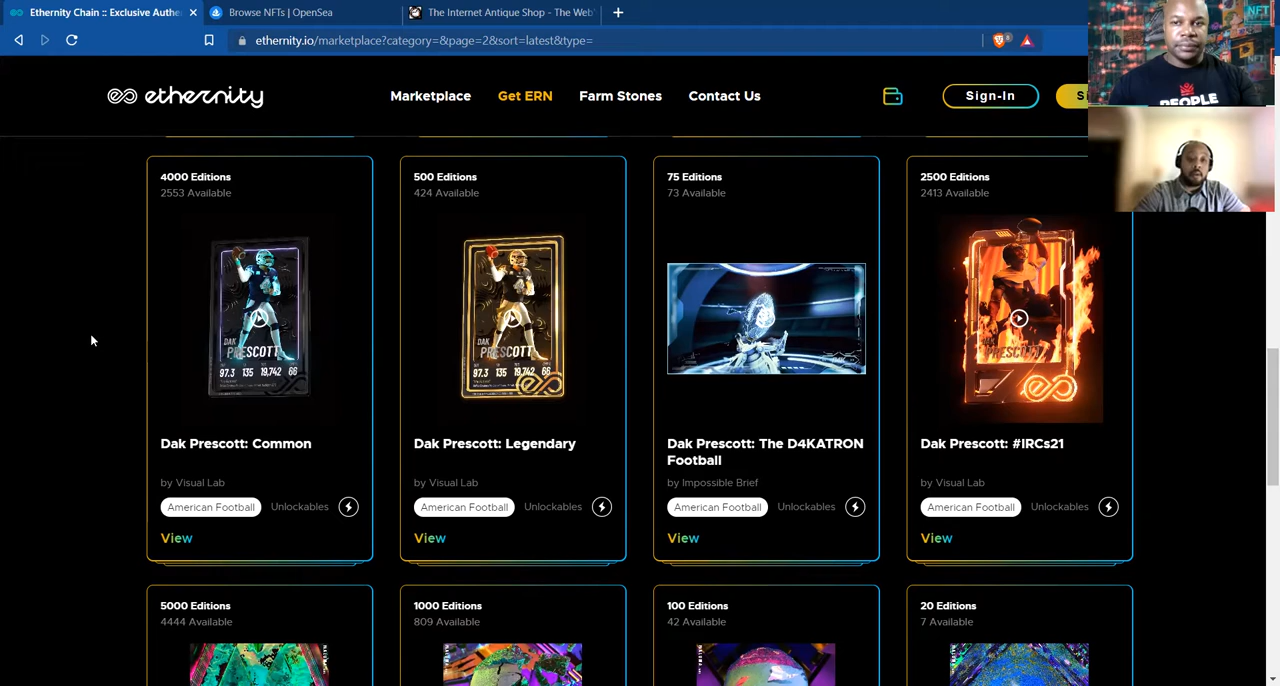 Ethernity Chain :: Exclusive Authe
Browse NFTs | OpenSea
The Internet Antique Shop - The Web
ethernity.io/marketplace?category=&page=2&sort=latest&type=
NFT
PEOPLE
ethernity
Marketplace
Get ERN
Farm Stones
Contact Us
Sign-In
4000 Editions
2553 Available
DAK
PRESCOTT
97.3 135 19,742 66
Dak Prescott: Common
by Visual Lab
American Football
Unlockables
View
500 Editions
424 Available
4
DAK
PRESCOTT
97.3 135 19,742 66
Dak Prescott: Legendary
by Visual Lab
American Football
Unlockables
View
75 Editions
73 Available
Dak Prescott: The D4KATRON
Football
by Impossible Brief
American Football
Unlockables
View
2500 Editions
2413 Available
PRESCOTT
Dak Prescott: #IRCs21
by Visual Lab
American Football
Unlockables
View
5000 Editions
4444 Available
1000 Editions
809 Available
100 Editions
42 Available
20 Editions
7 Available